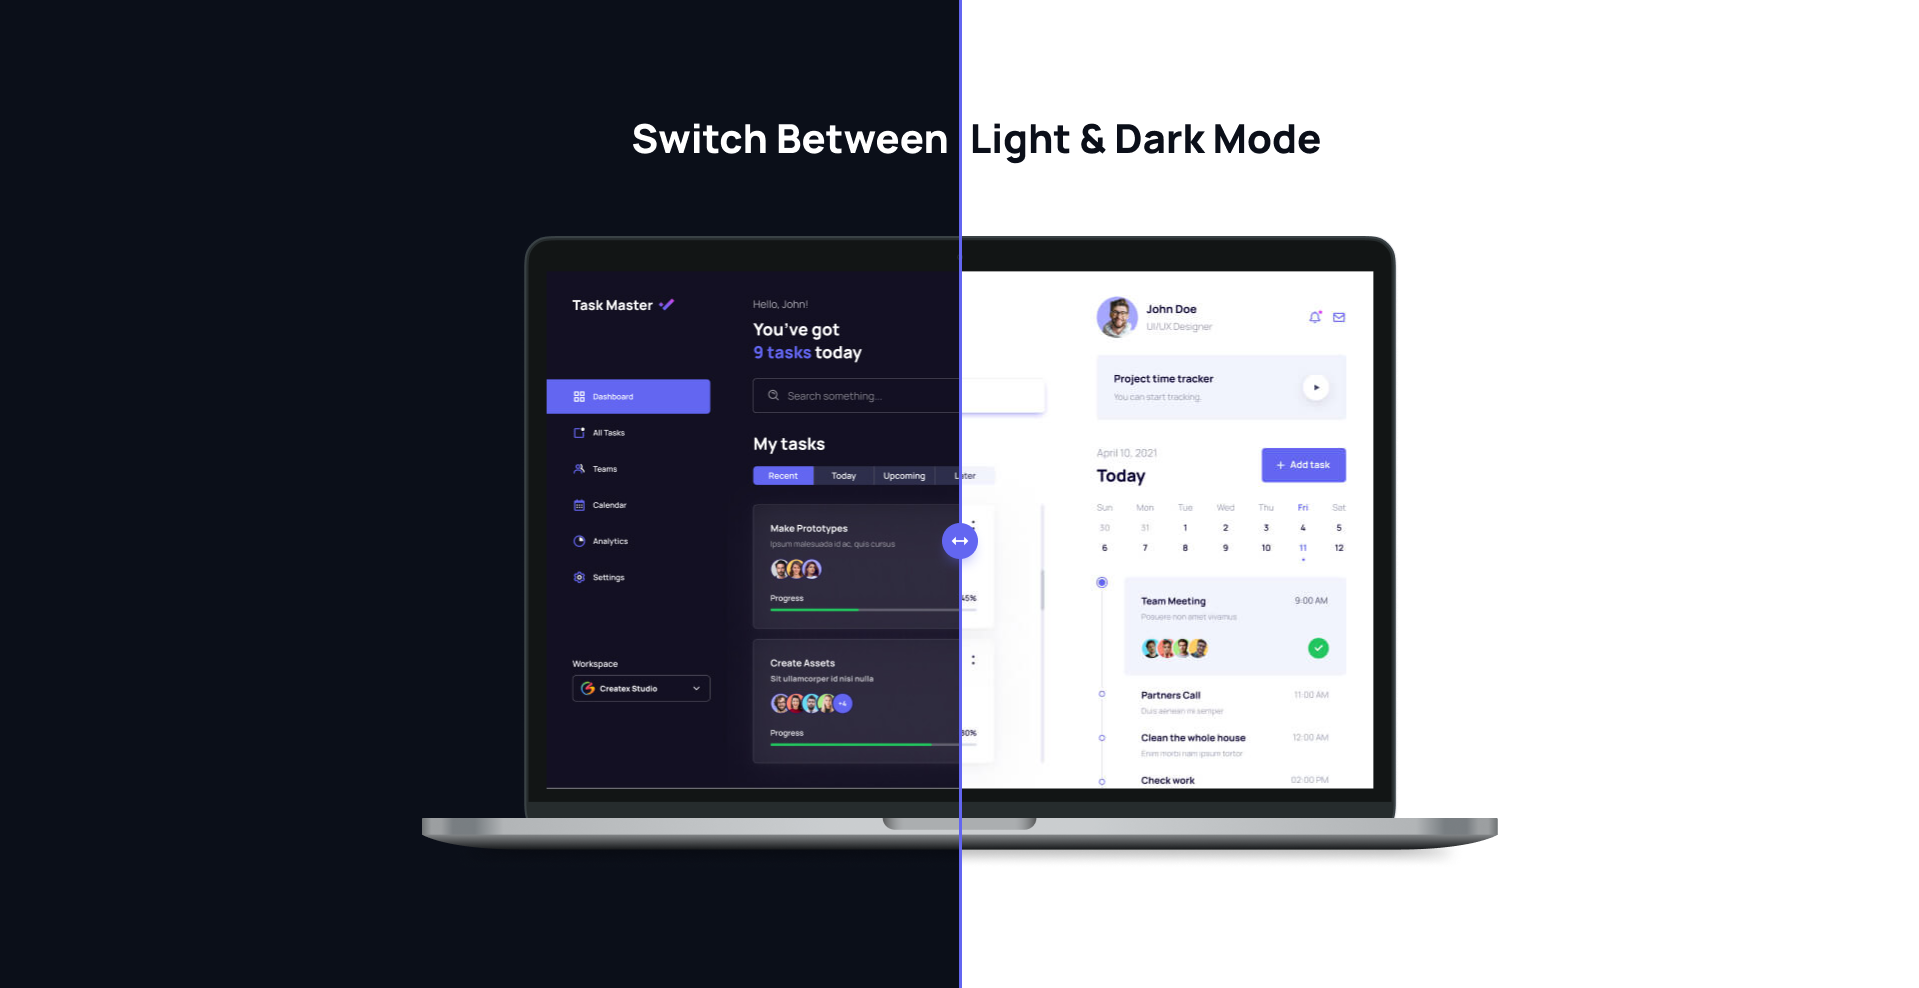 Switch Between Light & Dark Mode
Task Master
Dashboard
All Tasks
Teams
Calendar
Analytics
Settings
Workspace
Createx Studio
Hello, John!
You've got
9 tasks today
Search something...
My tasks
Recent Today Upcoming Later
Make Prototypes
Ipsum malesuada id ac, quis cursus
Progress 45%
Create Assets
Sit ullamcorper id nisi nulla
+4
Progress 80%
John Doe
UI/UX Designer
Project time tracker
You can start tracking.
April 10, 2021
Today
+ Add task
Sun Mon Tue Wed Thu Fri Sat
30 31 1 2 3 4 5
6 7 8 9 10 11 12
Team Meeting 9:00 AM
Posuere non amet vivamus
Partners Call 11:00 AM
Duis aenean mi semper
Clean the whole house 12:00 AM
Enim morbi nam ipsum tortor
Check work 02:00 PM